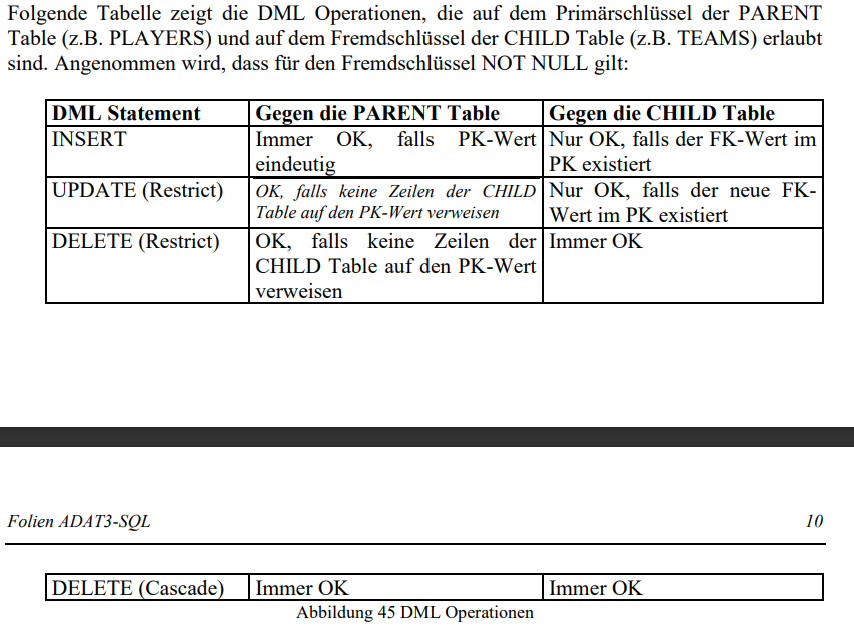 Folgende Tabelle zeigt die DML Operationen, die auf dem Primärschlüssel der PARENT
Table (z.B. PLAYERS) und auf dem Fremdschlüssel der CHILD Table (z.B. TEAMS) erlaubt
sind. Angenommen wird, dass für den Fremdschlüssel NOT NULL gilt:
DML Statement Gegen die PARENT Table Gegen die CHILD Table
INSERT Immer OK, falls PK-Wert Nur OK, falls der FK-Wert im
eindeutig PK existiert
UPDATE (Restrict) OK, falls keine Zeilen der CHILD Nur OK, falls der neue FK-
Table auf den PK-Wert verweisen Wert im PK existiert
DELETE (Restrict) OK, falls keine Zeilen der Immer OK
CHILD Table auf den PK-Wert
verweisen
Folien ADAT3-SQL 10
DELETE (Cascade) Immer OK Immer OK
Abbildung 45 DML Operationen